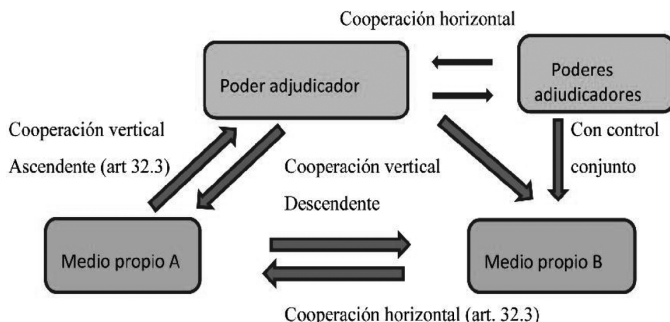 Cooperación horizontal
Poder adjudicador
Poderes
adjudicadores
Cooperación vertical
Ascendente (art 32.3)
Cooperación vertical
Descendente
Con control
conjunto
Medio propio A
Medio propio B
Cooperación horizontal (art. 32.3)